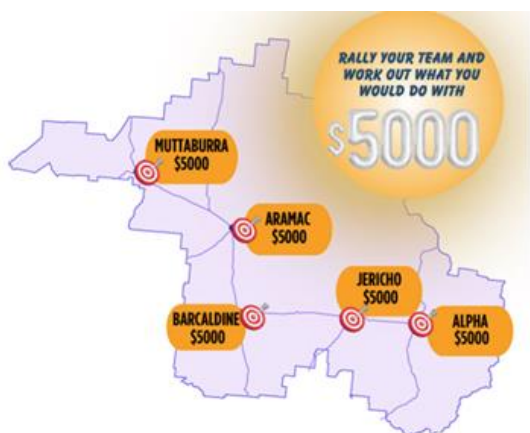 RALLY YOUR TEAM AND
WORK OUT WHAT YOU
WOULD DO WITH
$5000
MUTTABURRA
$5000
ARAMAC
$5000
JERICHO
$5000
BARCALDINE
$5000
ALPHA
$5000